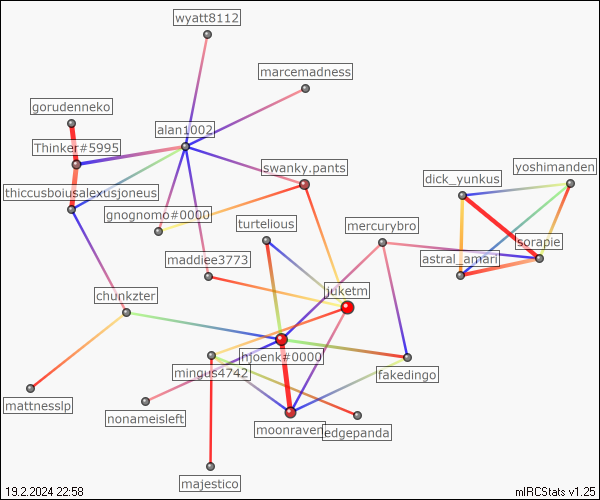 wyatt8112
marcemadness
gorudenneko
alan1002
Thinker#5995
swanky.pants
yoshimanden
dick_yunkus
thiccusboiusalexusjoneus
gnognomo#0000
turtelious
mercurybro
sorapie
maddiee3773
astral_amari
chunkzter
juketm
hjoenk#0000
mingus4742
fakedingo
mattnesslp
nonameisleft
moonraven
edgepanda
majestico
19.2.2024 22:58
mIRCStats v1.25